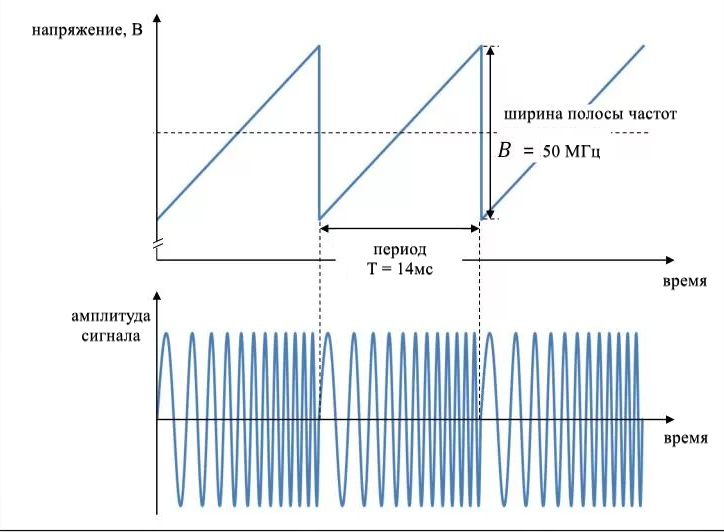 напряжение, В
ширина полосы частот
B = 50 МГц
период
T = 14мс
время
амплитуда
сигнала
время